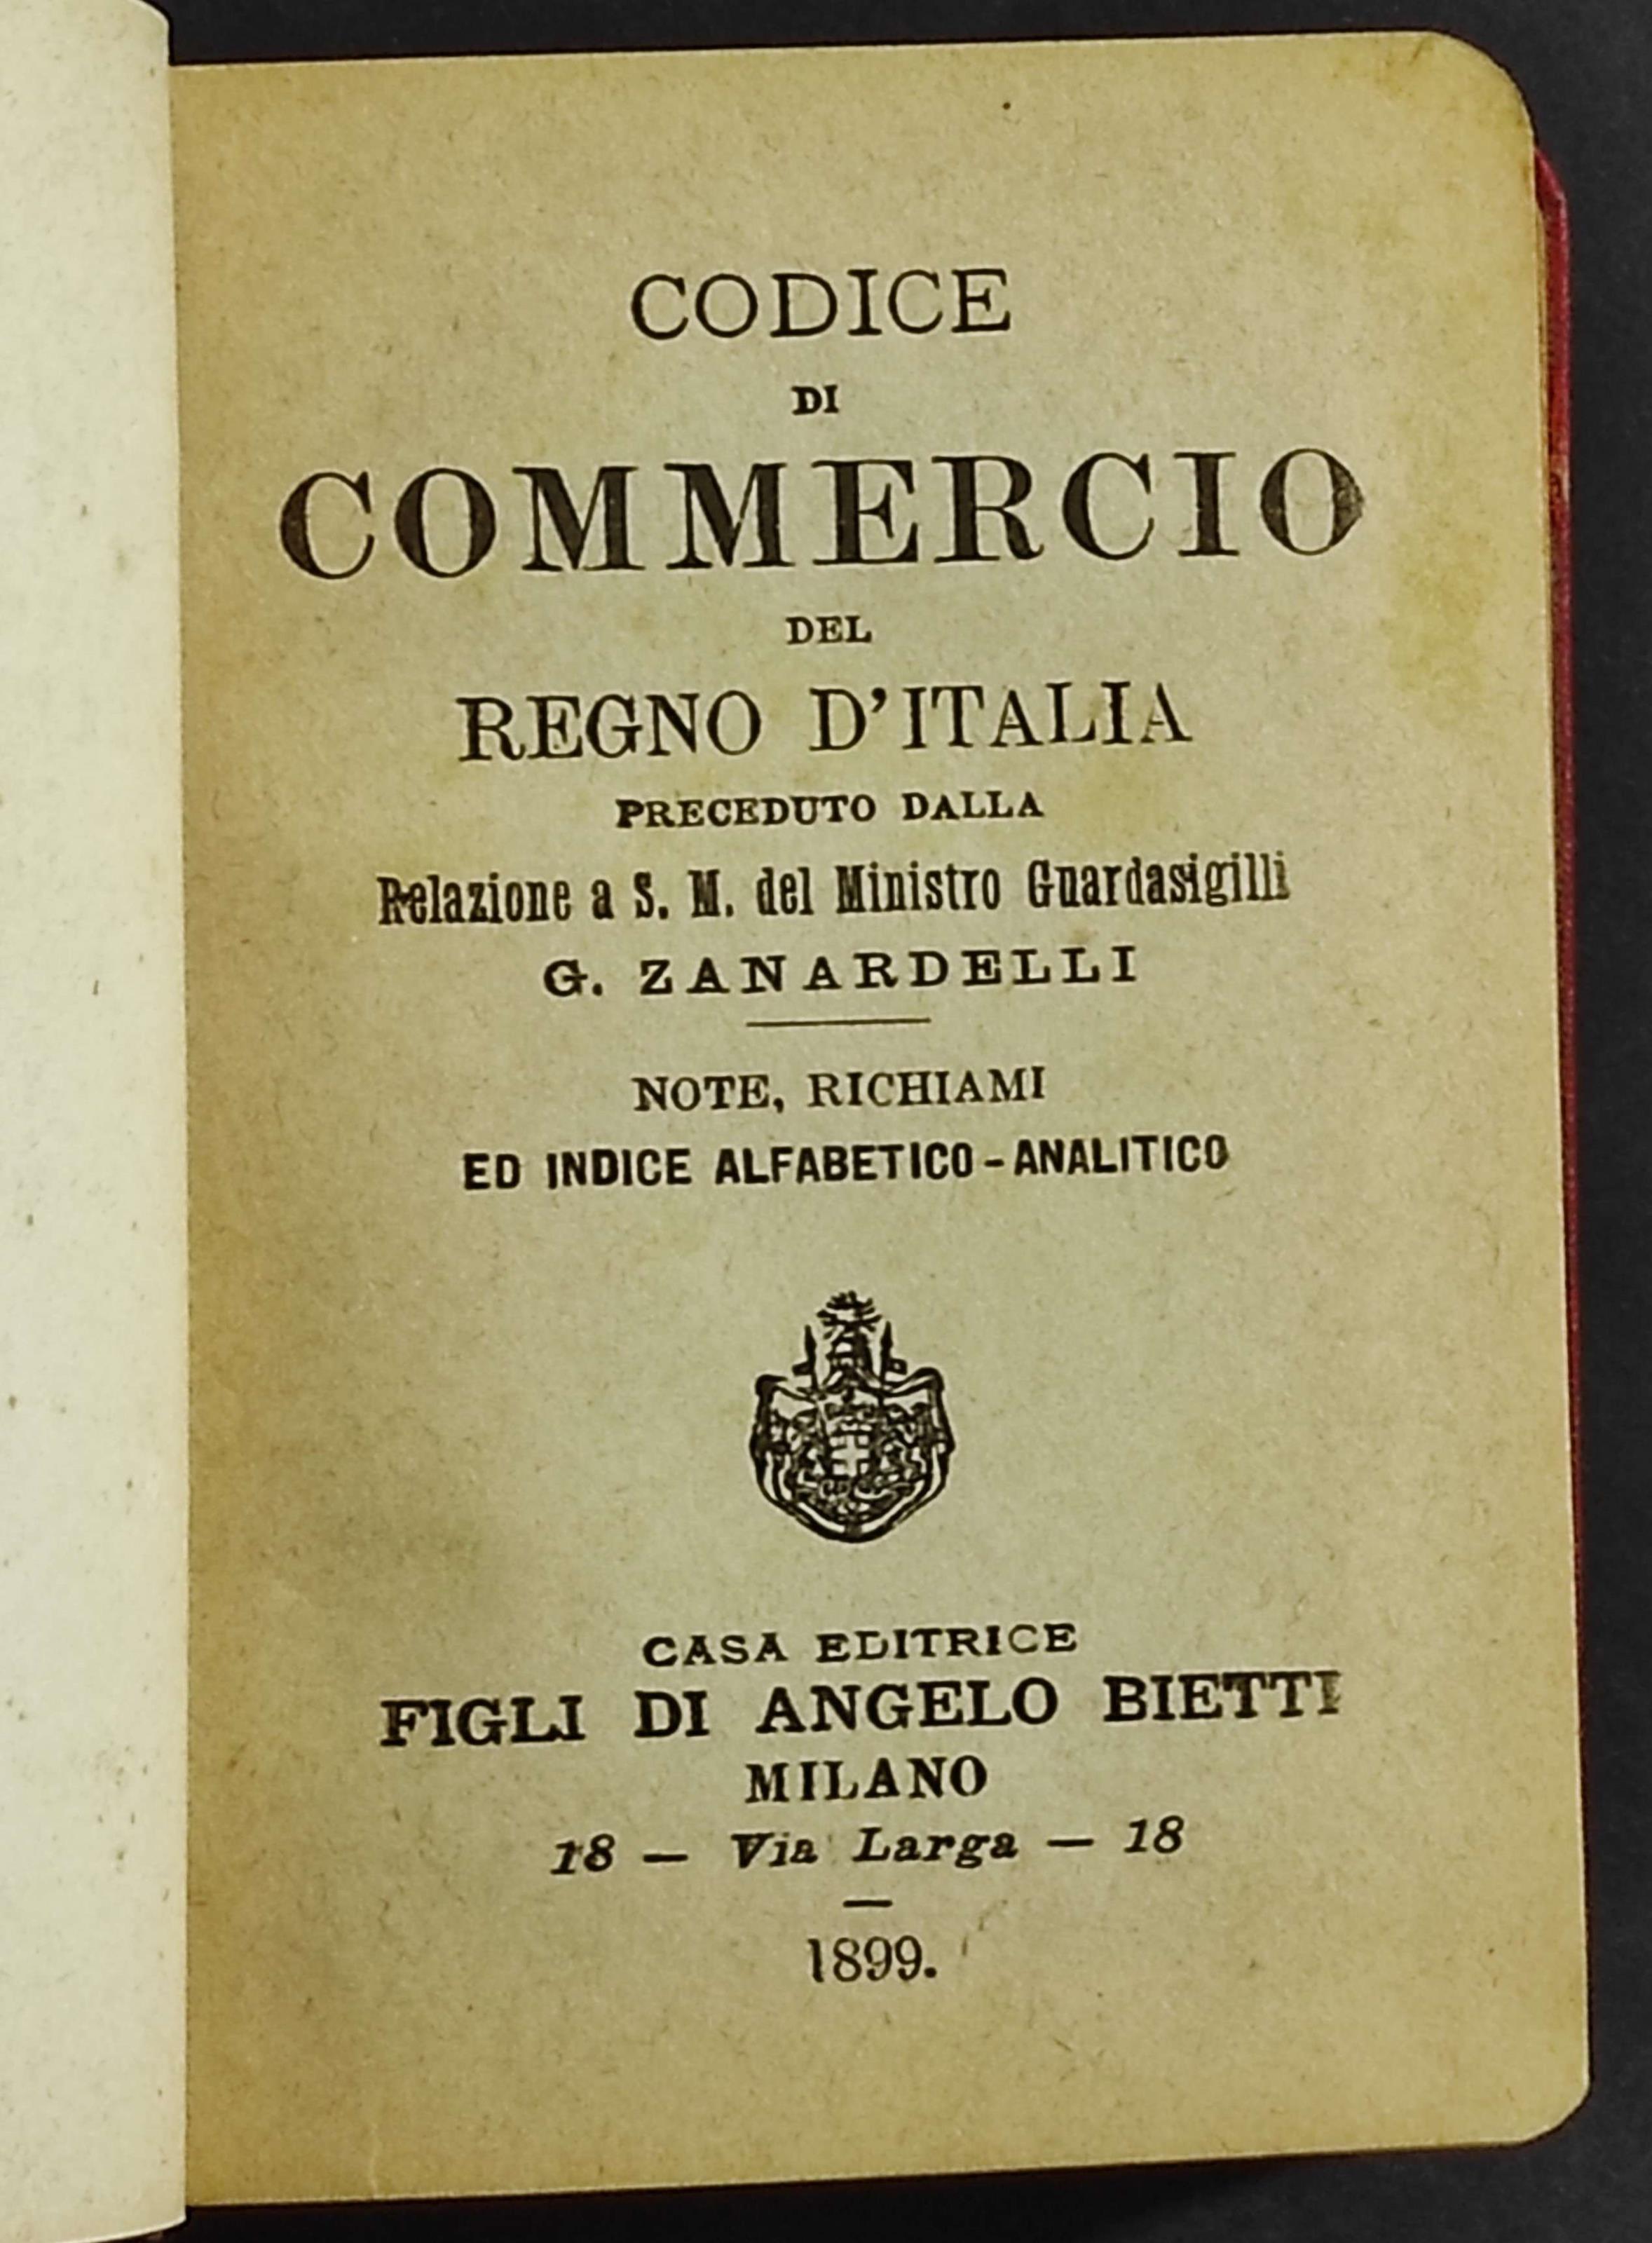 CODICE
DI
COMMERCIO
DEL
REGNO D'ITALIA
PRECEDUTO DALLA
Relazione a S. M. del Ministro Guardasigilli
G. ZANARDELLI
NOTE, RICHIAMI
ED INDICE ALFABETICO-ANALITICO
CASA EDITRICE
FIGLI DI ANGELO BIETTI
MILANO
18 — Via Larga — 18
1899.